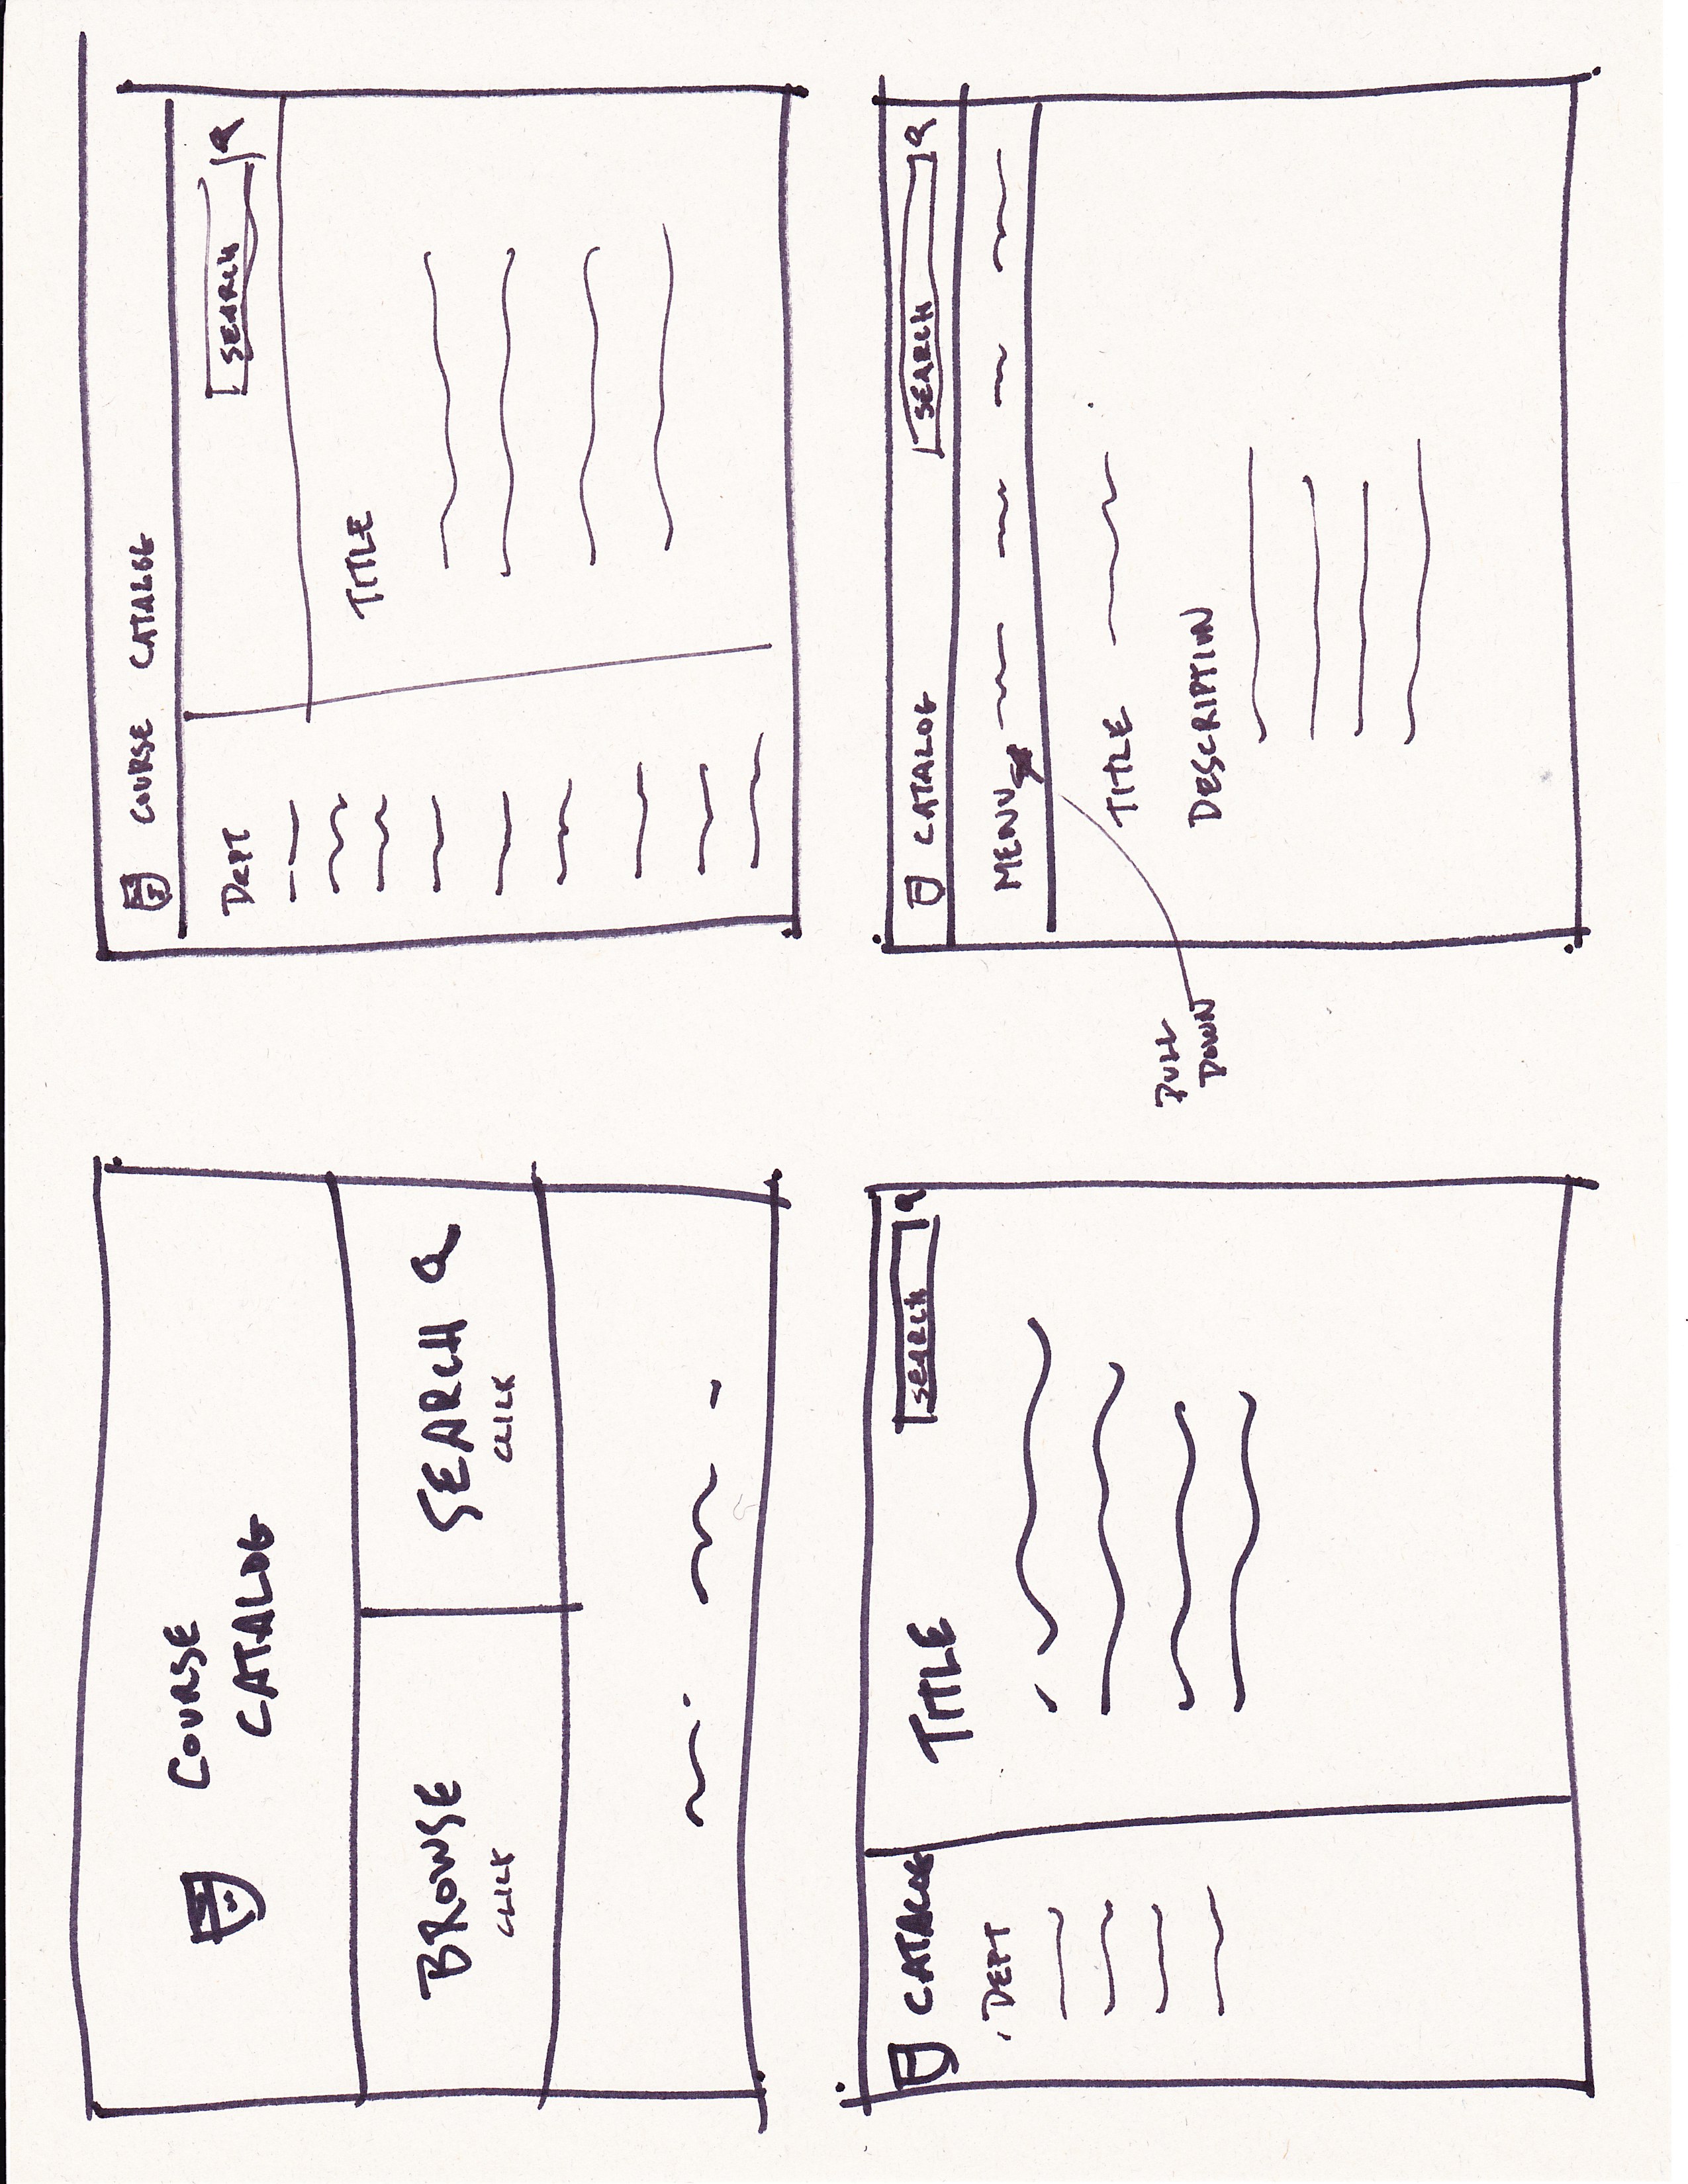 COURSE
CATALOG
BROWSE
CLICK
SEARCH
CLICK
COURSE CATALOG
SEARCH
DEPT
TITLE
CATALOG
SEARCH
TITLE
DEPT
CATALOG
SEARCH
MENU
TITLE
DESCRIPTION
PULL
DOWN